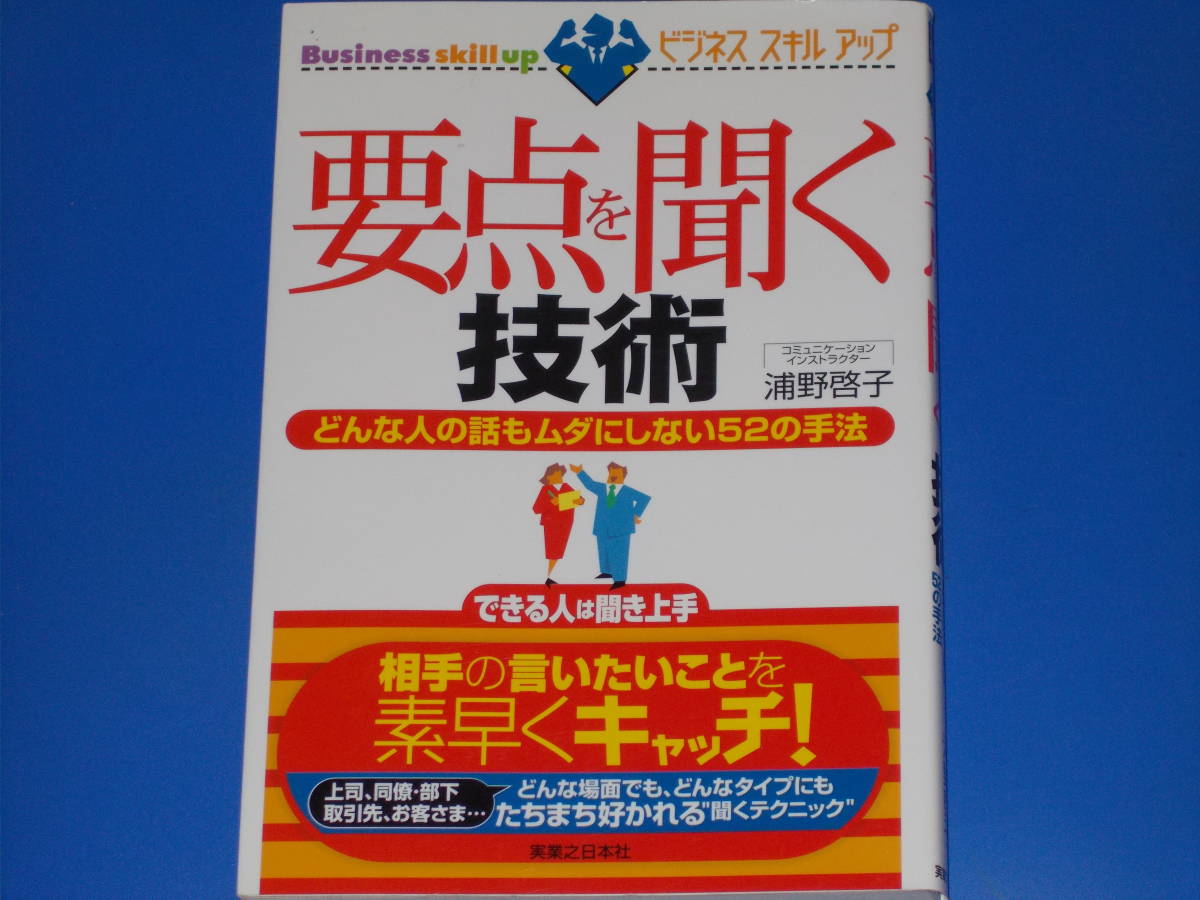 Business skill up ビジネス スキル アップ
要点を聞く
技術
コミュニケーション
インストラクター
浦野啓子
どんな人の話もムダにしない52の手法
できる人は聞き上手
相手の言いたいことを
素早くキャッチ!
上司、同僚・部下
取引先、お客さま…
どんな場面でも、どんなタイプにも
たちまち好かれる"聞くテクニック"
実業之日本社